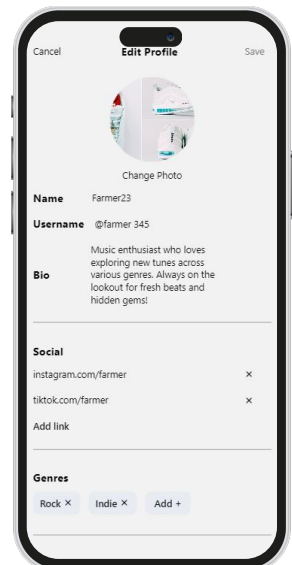 Cancel Edit Profile Save
Change Photo
Name Farmer23
Username @farmer 345
Music enthusiast who loves
exploring new tunes across
Bio various genres. Always on the
lookout for fresh beats and
hidden gems!
Social
instagram.com/farmer ×
tiktok.com/farmer ×
Add link
Genres
Rock × Indie × Add +